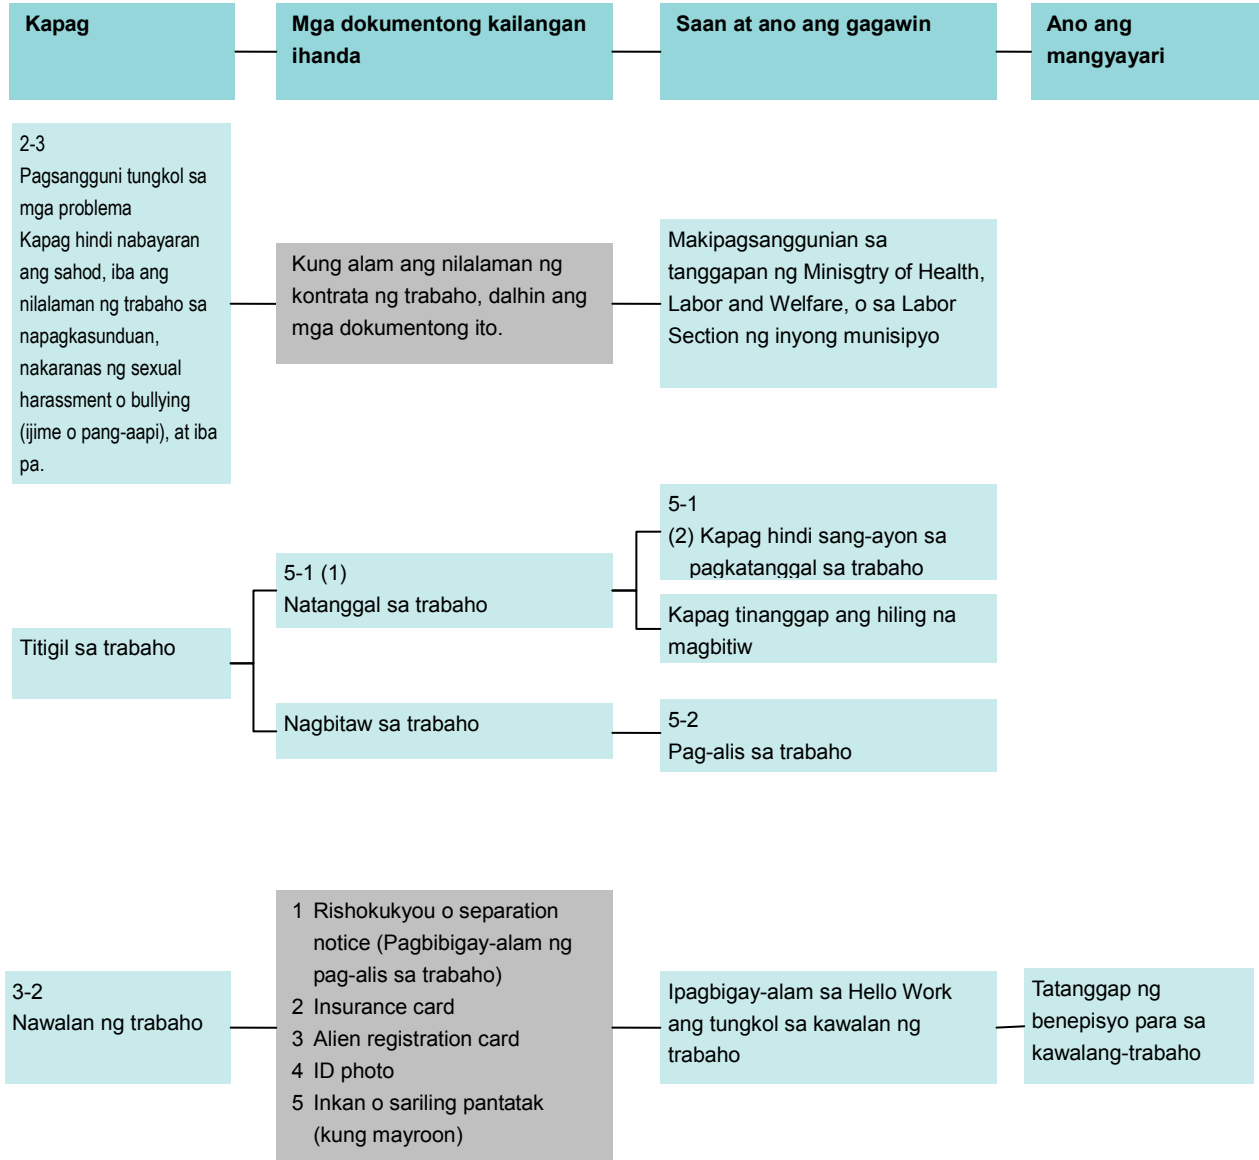 Kapag
Mga dokumentong kailangan
ihanda
Saan at ano ang gagawin
Ano ang
mangyayari
2-3
Pagsangguni tungkol sa
mga problema
Kapag hindi nabayaran
ang sahod, iba ang
nilalaman ng trabaho sa
napagkasunduan,
nakaranas ng sexual
harassment o bullying
(ijime o pang-aapi), at iba
pa.
Kung alam ang nilalaman ng
kontrata ng trabaho, dalhin ang
mga dokumentong ito.
Makipagsanggunian sa
tanggapan ng Minisgtry of Health,
Labor and Welfare, o sa Labor
Section ng inyong munisipyo
Titigil sa trabaho
5-1 (1)
Natanggal sa trabaho
5-1
(2) Kapag hindi sang-ayon sa
pagkatanggal sa trabaho
Kapag tinanggap ang hiling na
magbitiw
Nagbitaw sa trabaho
5-2
Pag-alis sa trabaho
3-2
Nawalan ng trabaho
1 Rishokukyou o separation
notice (Pagbibigay-alam ng
pag-alis sa trabaho)
2 Insurance card
3 Alien registration card
4 ID photo
5 Inkan o sariling pantatak
(kung mayroon)
Ipagbigay-alam sa Hello Work
ang tungkol sa kawalan ng
trabaho
Tatanggap ng
benepisyo para sa
kawalang-trabaho